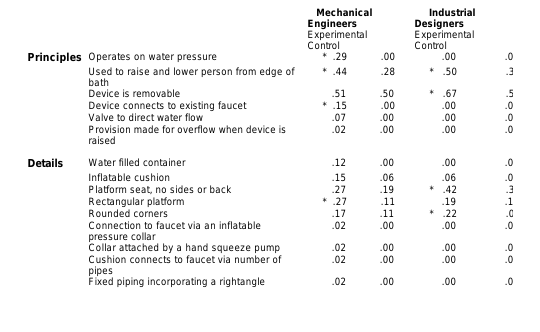 Mechanical Industrial
Engineers Designers
Experimental Experimental
Control Control
Principles Operates on water pressure * .29 .00 .00 .0
Used to raise and lower person from edge of * .44 .28 * .50 .3
bath
Device is removable .51 .50 * .67 .5
Device connects to existing faucet * .15 .00 .00 .0
Valve to direct water flow .07 .00 .00 .0
Provision made for overflow when device is .02 .00 .00 .0
raised
Details Water filled container .12 .00 .00 .0
Inflatable cushion .15 .06 .06 .0
Platform seat, no sides or back .27 .19 * .42 .3
Rectangular platform * .27 .11 .19 .1
Rounded corners .17 .11 * .22 .0
Connection to faucet via an inflatable .02 .00 .00 .0
pressure collar
Collar attached by a hand squeeze pump .02 .00 .00 .0
Cushion connects to faucet via number of .02 .00 .00 .0
pipes
Fixed piping incorporating a rightangle .02 .00 .00 .0